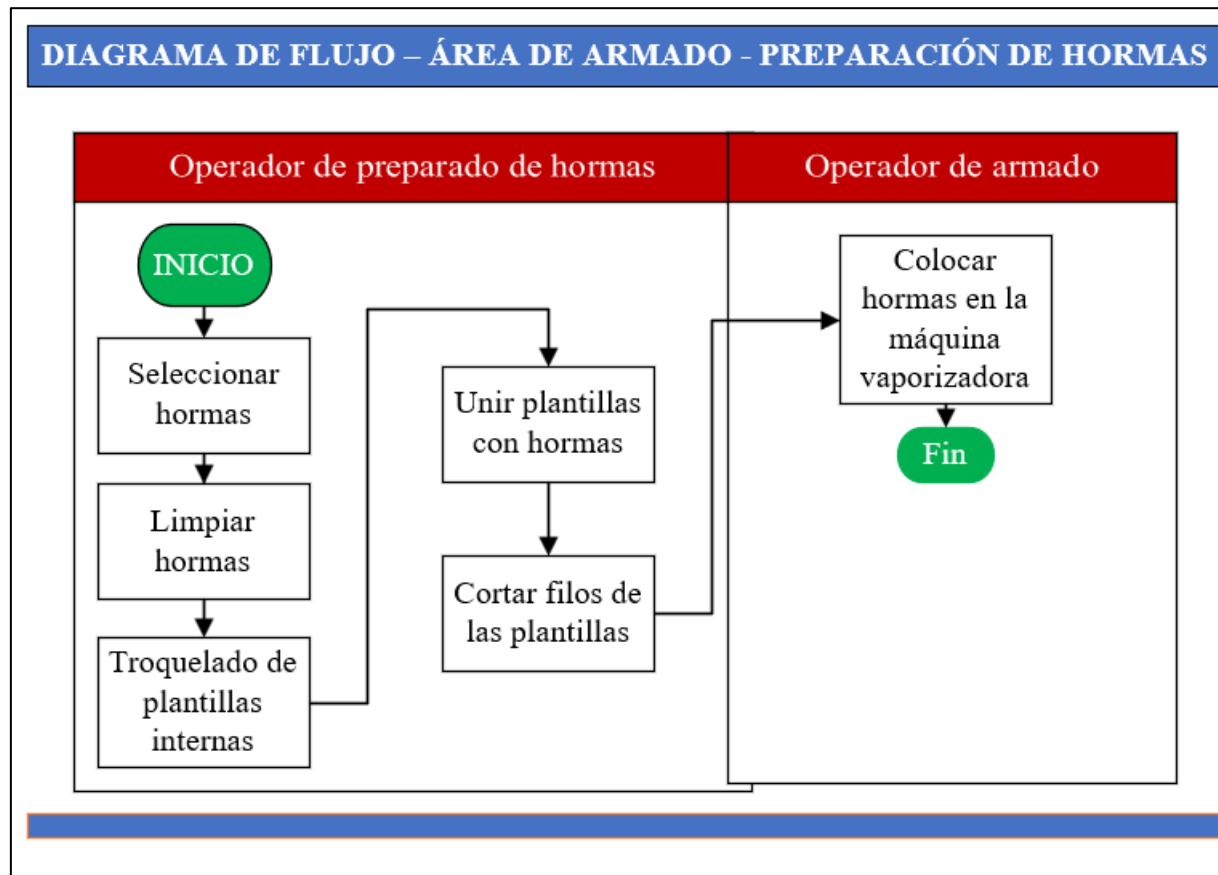 DIAGRAMA DE FLUJO – ÁREA DE ARMADO - PREPARACIÓN DE HORMAS
Operador de preparado de hormas
Operador de armado
INICIO
Seleccionar
hormas
Limpiar
hormas
Troquelado de
plantillas
internas
Unir plantillas
con hormas
Cortar filos de
las plantillas
Colocar
hormas en la
máquina
vaporizadora
Fin